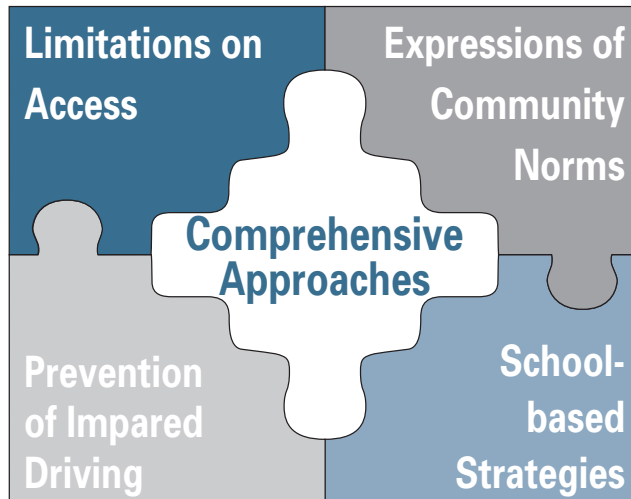 Limitations on
Access
Expressions of
Community
Norms
Comprehensive
Approaches
Prevention
of Impared
Driving
School-
based
Strategies